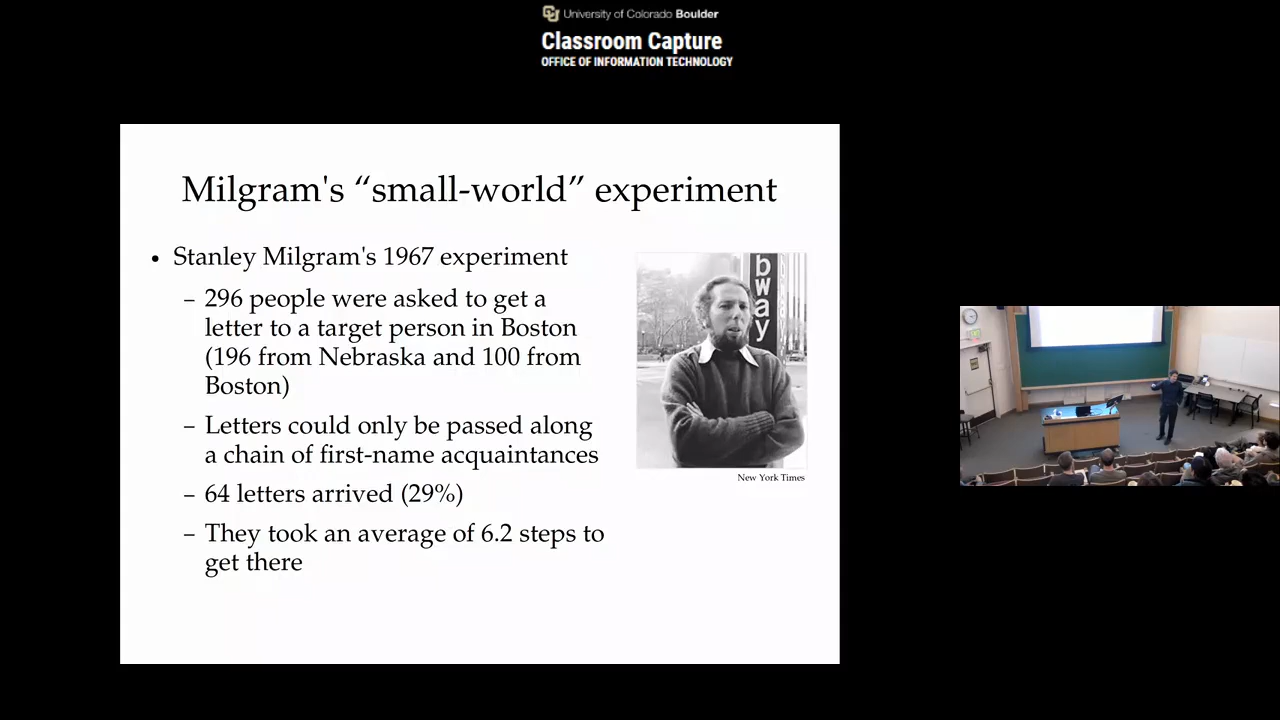 University of Colorado Boulder
Classroom Capture
OFFICE OF INFORMATION TECHNOLOGY
Milgram's “small-world” experiment
• Stanley Milgram's 1967 experiment
– 296 people were asked to get a
letter to a target person in Boston
(196 from Nebraska and 100 from
Boston)
– Letters could only be passed along
a chain of first-name acquaintances
– 64 letters arrived (29%)
– They took an average of 6.2 steps to
get there
bway
New York Times